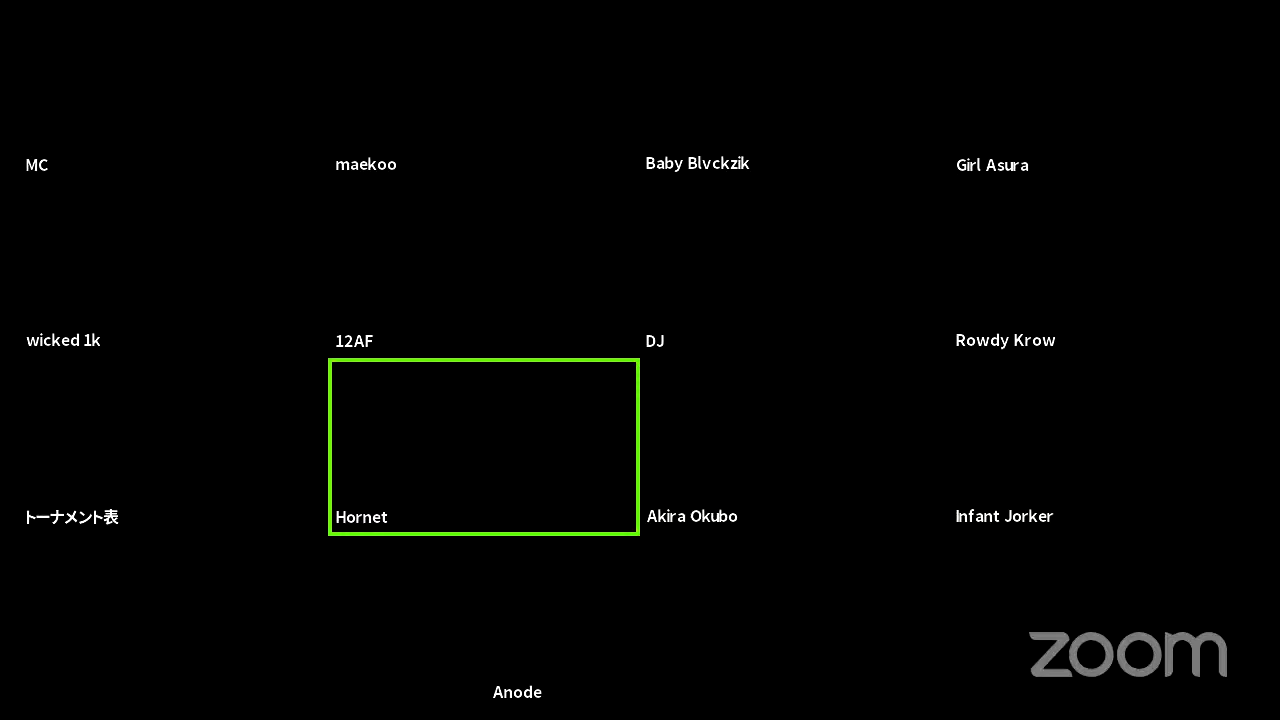 MC
maekoo
Baby Blvckzik
Girl Asura
wicked 1k
12AF
DJ
Rowdy Krow
トーナメント表
Hornet
Akira Okubo
Infant Jorker
zoom
Anode